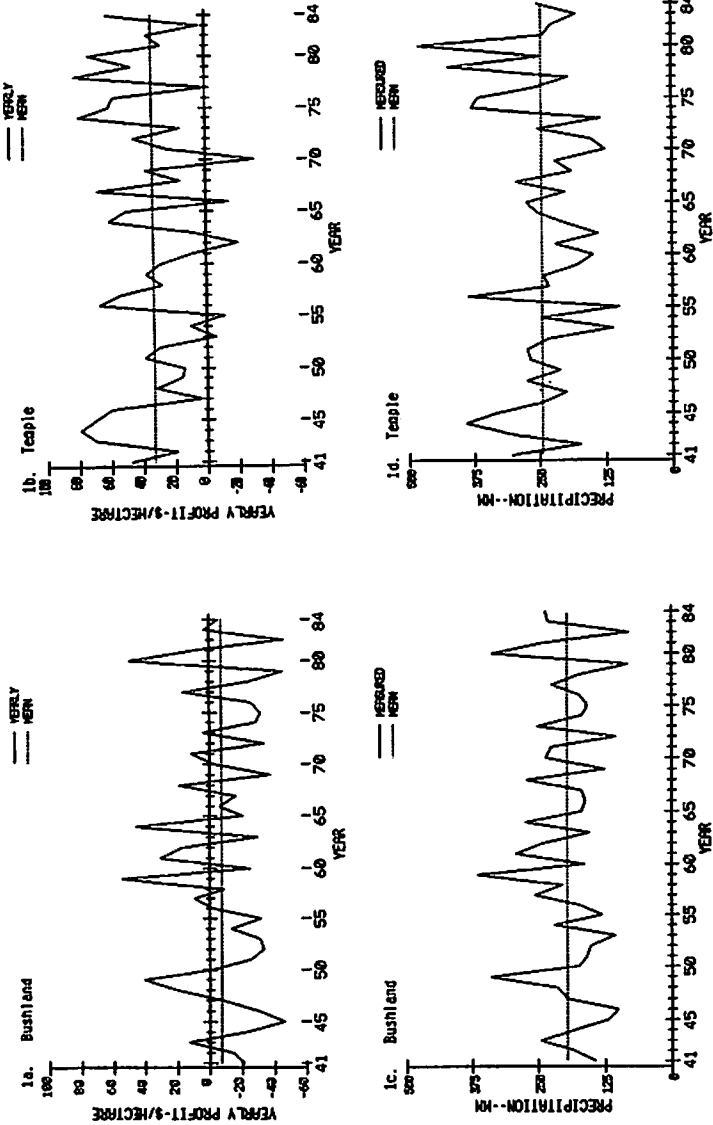 1a. Bushland
YEARLY
MEAN
YEARLY PROFIT-$/HECTARE
100
80
60
40
20
0
-20
-40
-60
41 45 50 55 60 65 70 75 80 84
YEAR
1b. Temple
YEARLY
MEAN
YEARLY PROFIT-$/HECTARE
100
80
60
40
20
0
-20
-40
-60
41 45 50 55 60 65 70 75 80 84
YEAR
1c. Bushland
MEASURED
MEAN
PRECIPITATION--MM
500
375
250
125
0
41 45 50 55 60 65 70 75 80 84
YEAR
1d. Temple
MEASURED
MEAN
PRECIPITATION--MM
500
375
250
125
0
41 45 50 55 60 65 70 75 80 84
YEAR